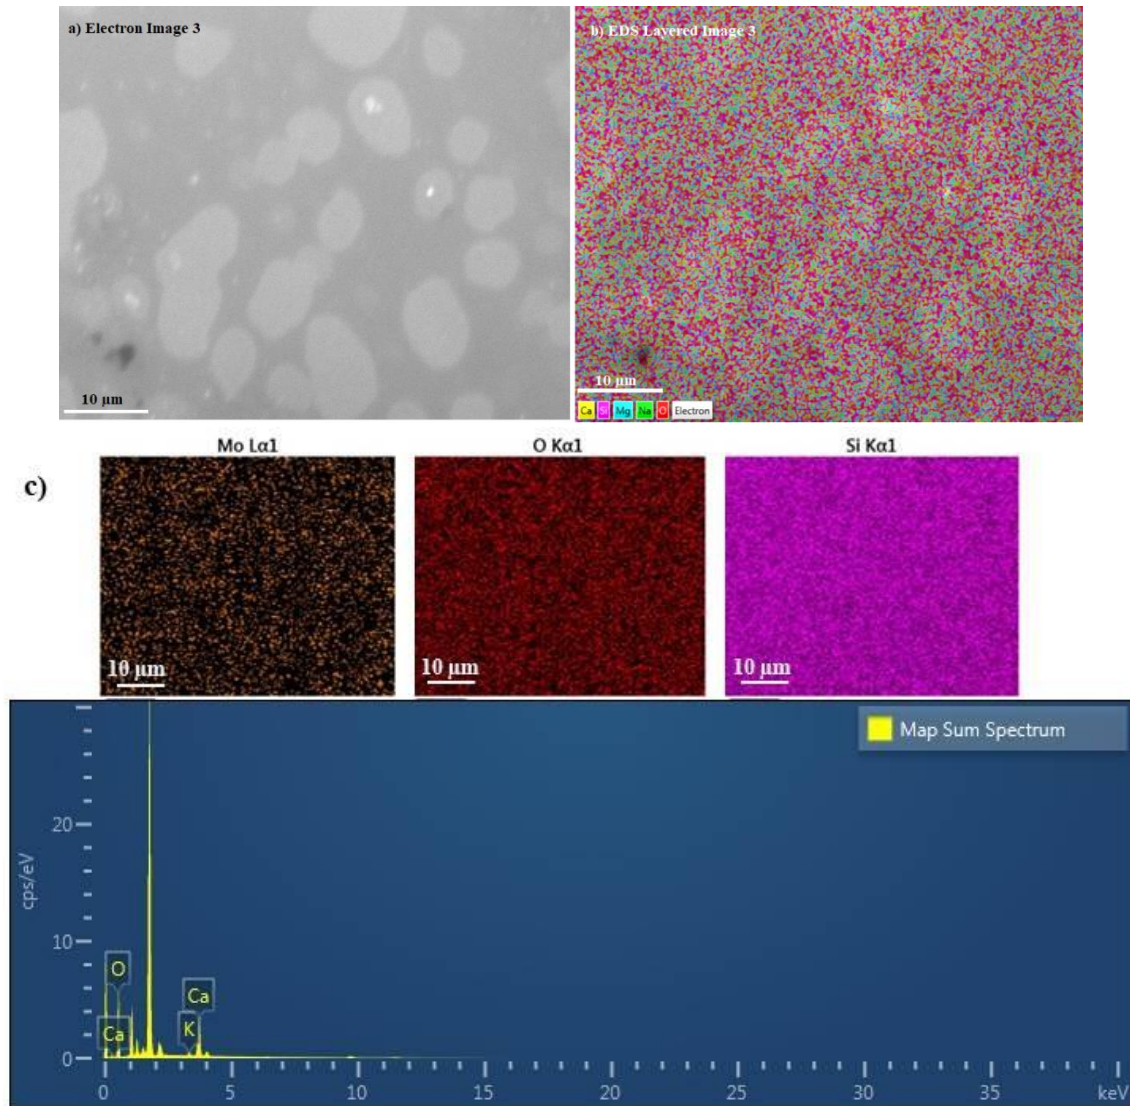 a) Electron Image 3
b) EDS Layered Image 3
10 µm
10 µm
Ca Si Mg Na O Electron
Mo Lα1
O Kα1
Si Kα1
c)
10 µm
10 µm
10 µm
Map Sum Spectrum
20
cps/eV
10
O
Ca
Ca
K
0
0
5
10
15
20
25
30
35
keV